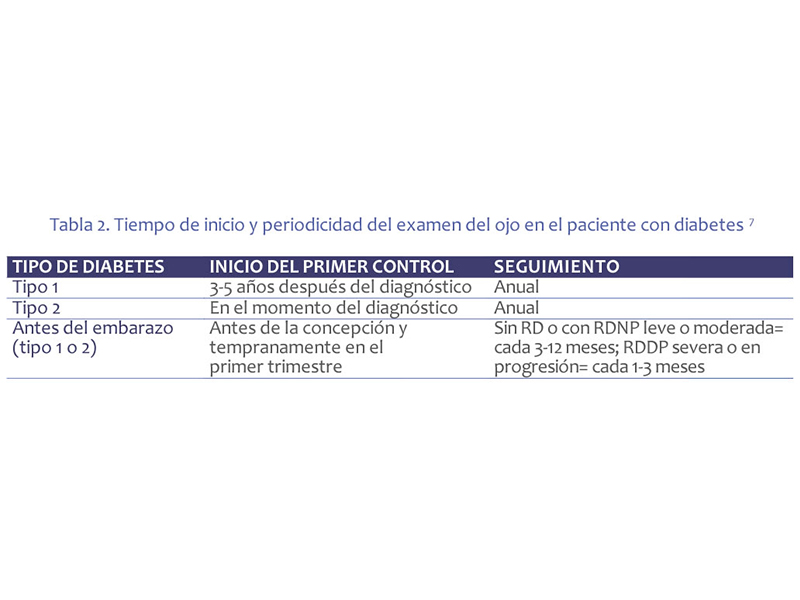 Tabla 2. Tiempo de inicio y periodicidad del examen del ojo en el paciente con diabetes 7
TIPO DE DIABETES INICIO DEL PRIMER CONTROL SEGUIMIENTO
Tipo 1 3-5 años después del diagnóstico Anual
Tipo 2 En el momento del diagnóstico Anual
Antes del embarazo Antes de la concepción y Sin RD o con RDNP leve o moderada=
(tipo 1 o 2) tempranamente en el cada 3-12 meses; RDDP severa o en
primer trimestre progresión= cada 1-3 meses